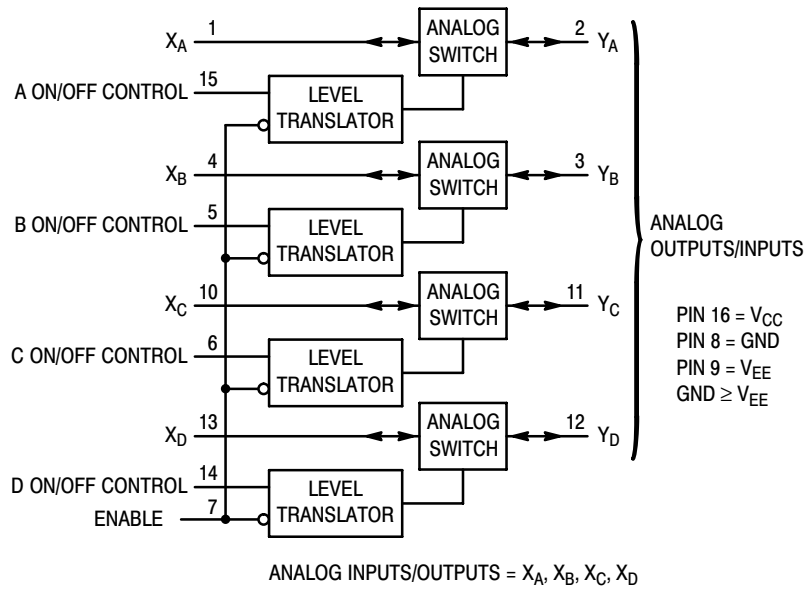 1 ANALOG 2
X_A SWITCH Y_A
15
A ON/OFF CONTROL LEVEL
TRANSLATOR
4 ANALOG 3
X_B SWITCH Y_B
5
B ON/OFF CONTROL LEVEL
TRANSLATOR
ANALOG
OUTPUTS/INPUTS
10 ANALOG 11
X_C SWITCH Y_C
6
C ON/OFF CONTROL LEVEL
TRANSLATOR
PIN 16 = V_CC
PIN 8 = GND
PIN 9 = V_EE
GND ≥ V_EE
13 ANALOG 12
X_D SWITCH Y_D
14
D ON/OFF CONTROL LEVEL
7
ENABLE TRANSLATOR
ANALOG INPUTS/OUTPUTS = X_A, X_B, X_C, X_D